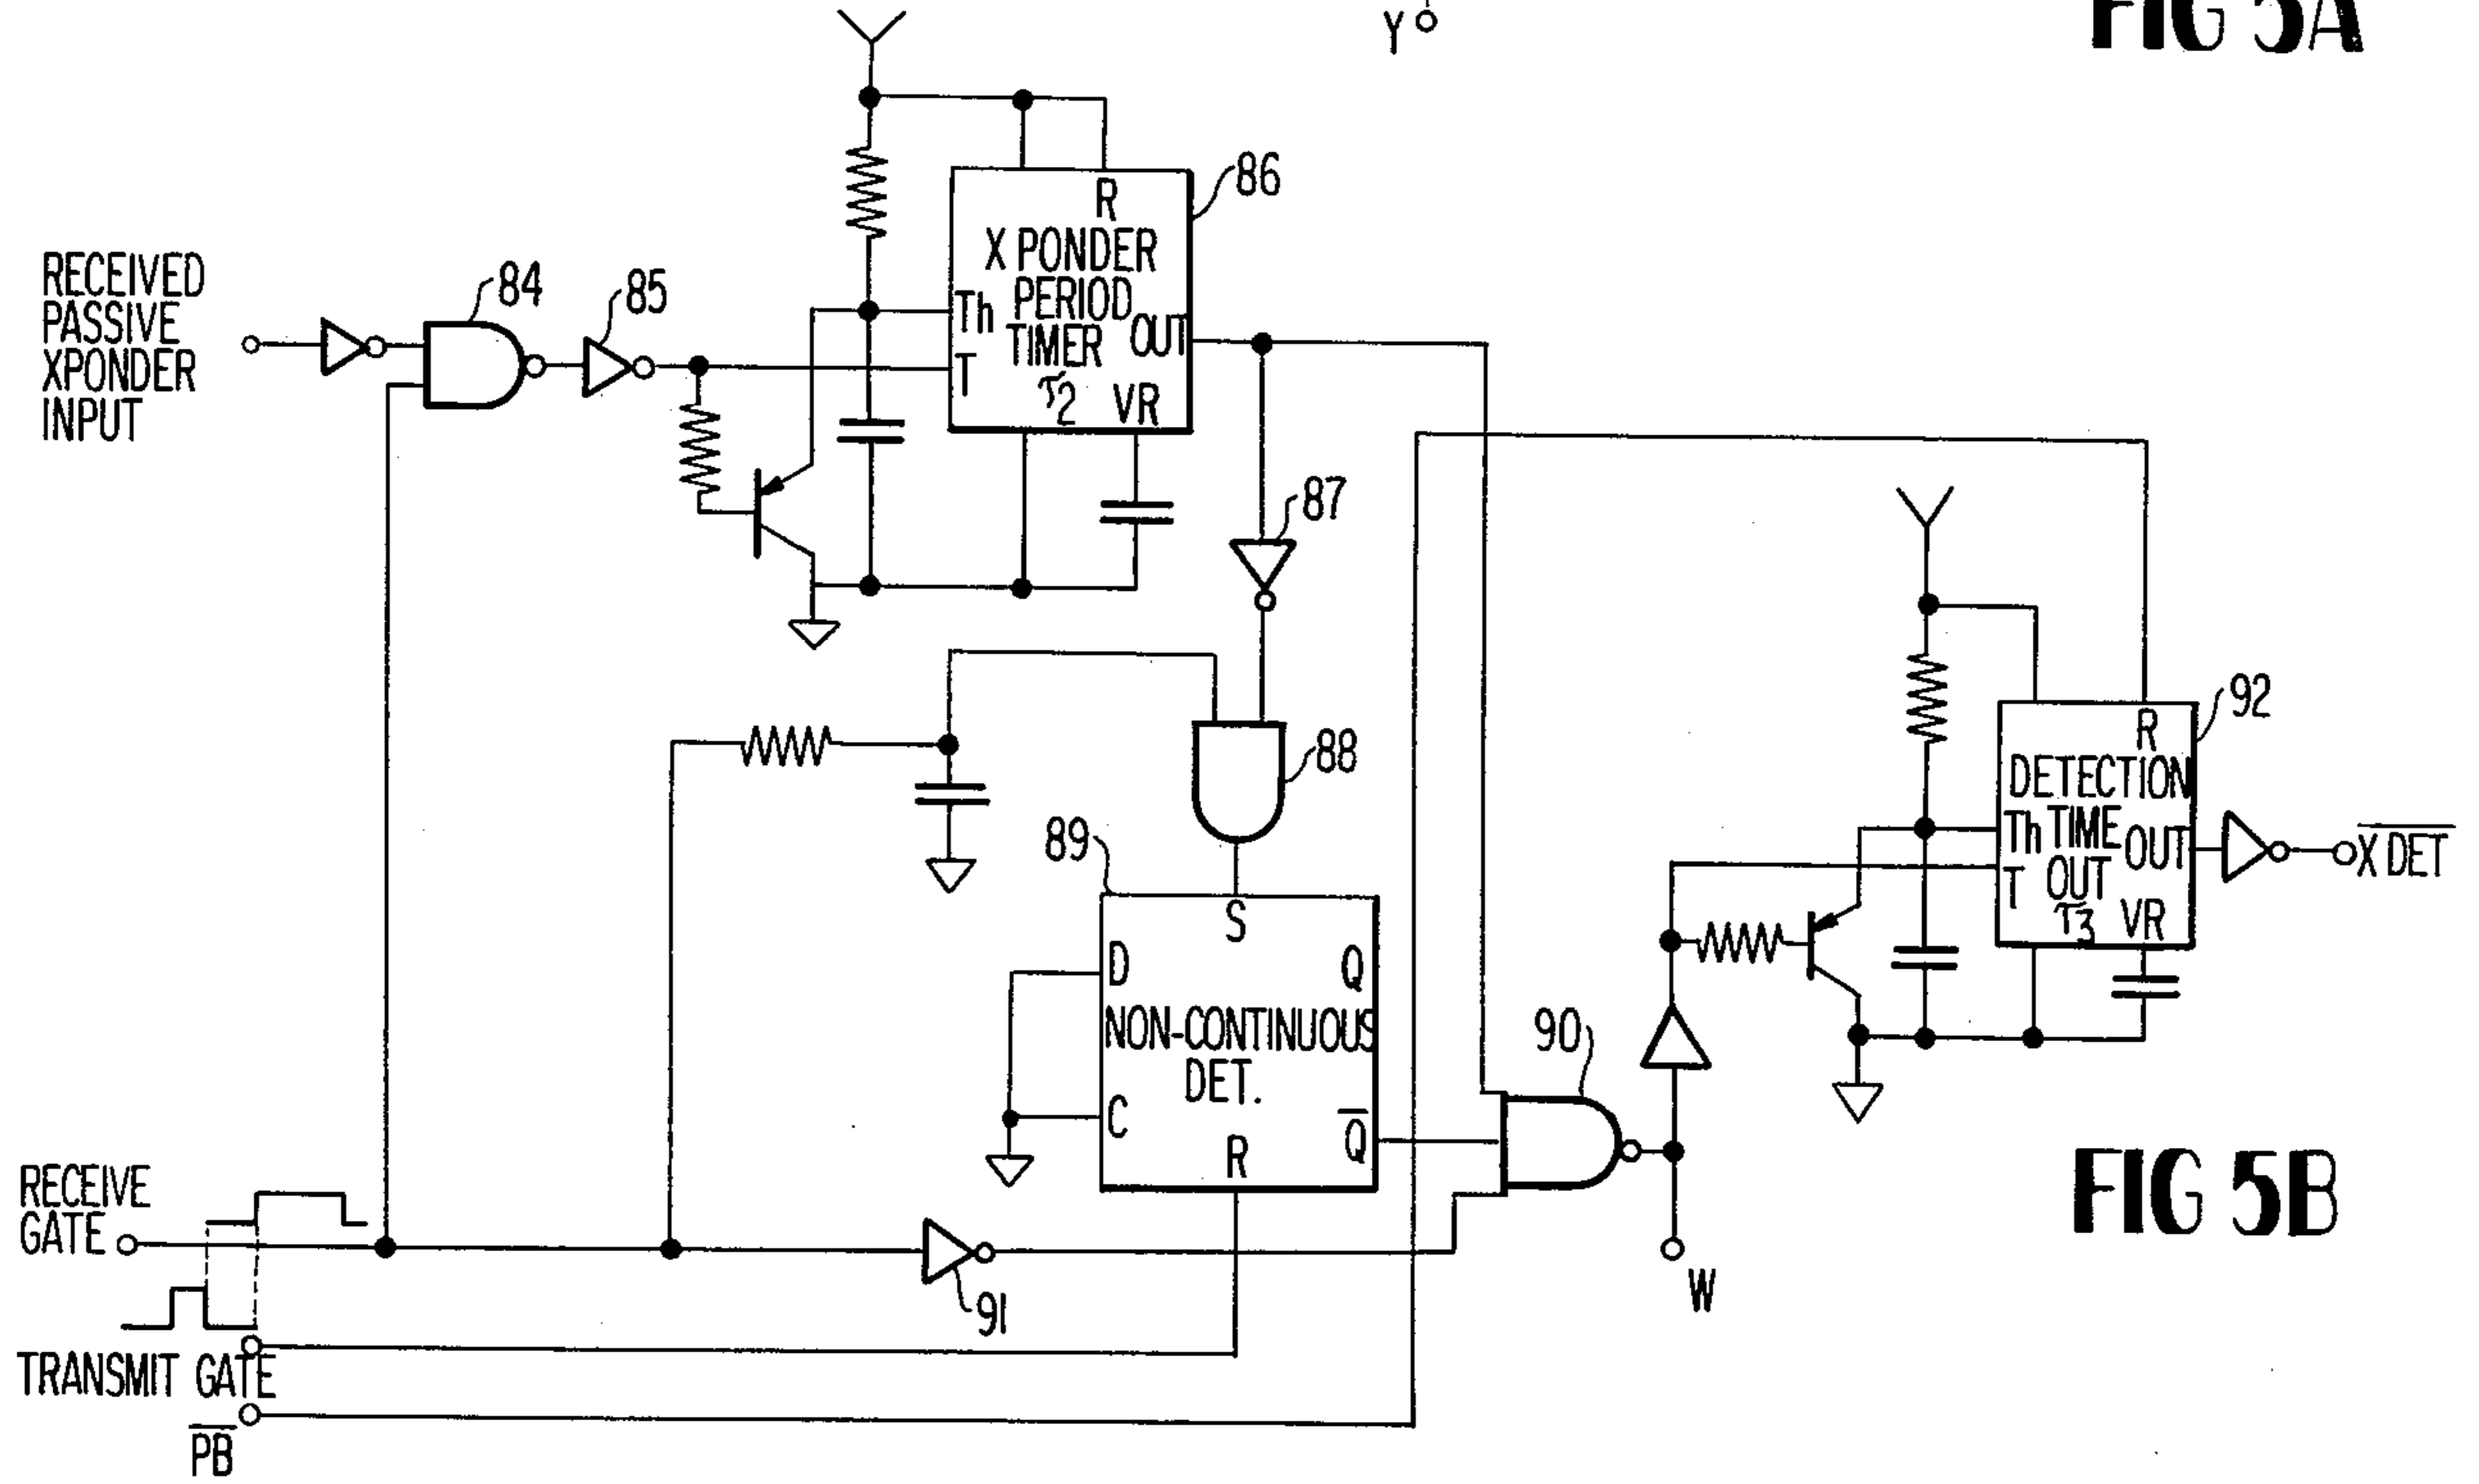 FIG 5A
Y
RECEIVED
PASSIVE
XPONDER
INPUT
84
85
86
R
X PONDER
PERIOD
TIMER
τ2
Th
T
OUT
VR
87
88
89
S
D
Q
NON-CONTINUOUS
DET.
C
R
Q̅
90
91
92
R
DETECTION
TIME
OUT
τ3
Th
T
OUT
VR
X̅ ̅D̅E̅T̅
W
FIG 5B
RECEIVE
GATE
TRANSMIT GATE
P̅B̅